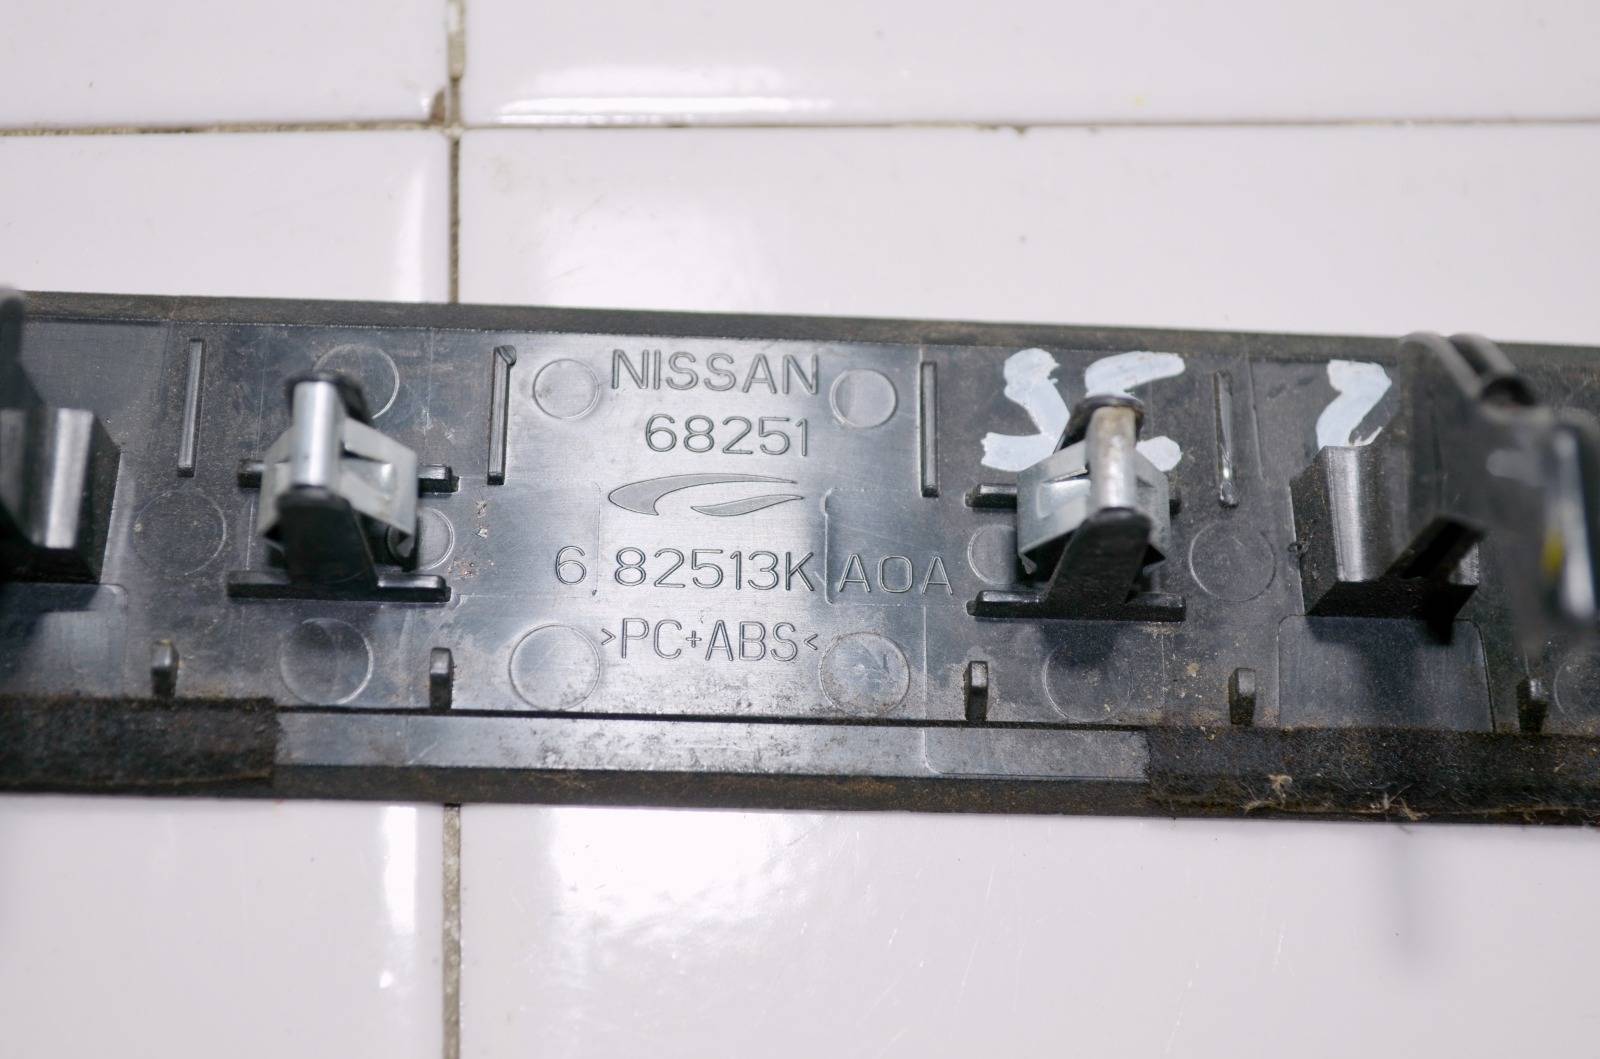 NISSAN
68251
6 82513K A0A
>PC+ABS<